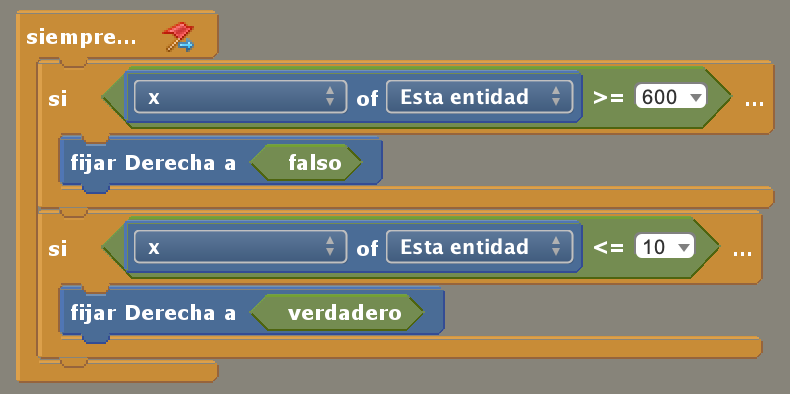 siempre...
si x of Esta entidad >= 600 ...
fijar Derecha a falso
si x of Esta entidad <= 10 ...
fijar Derecha a verdadero